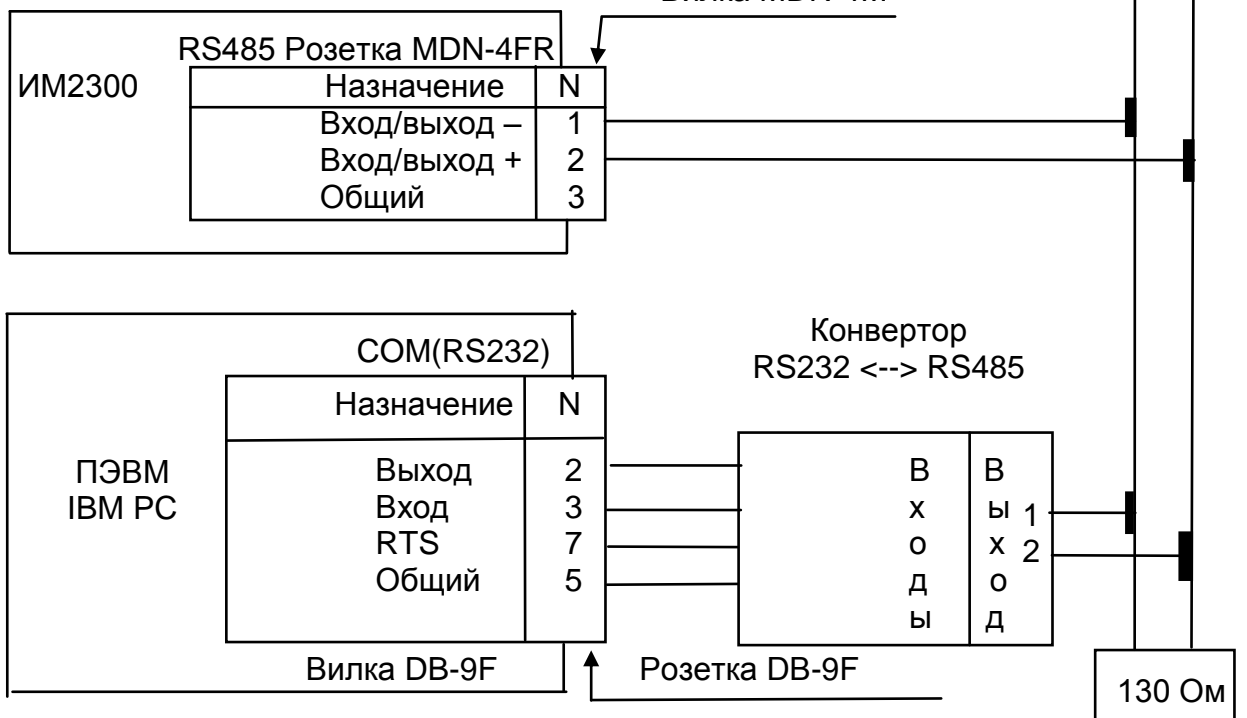 RS485 Розетка MDN-4FR
ИМ2300
Назначение N
Вход/выход – 1
Вход/выход + 2
Общий 3
Конвертор
RS232 <--> RS485
COM(RS232)
Назначение N
ПЭВМ
IBM PC
Выход 2
Вход 3
RTS 7
Общий 5
Входы
Выход
1
2
Вилка DB-9F
Розетка DB-9F
130 Ом